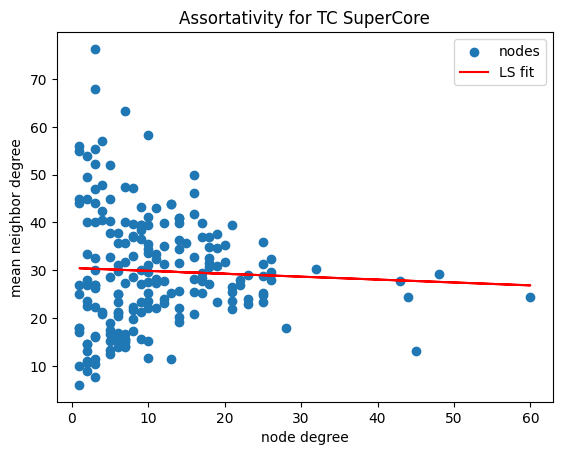 Assortativity for TC SuperCore
nodes
LS fit
mean neighbor degree
70
60
50
40
30
20
10
0 10 20 30 40 50 60
node degree